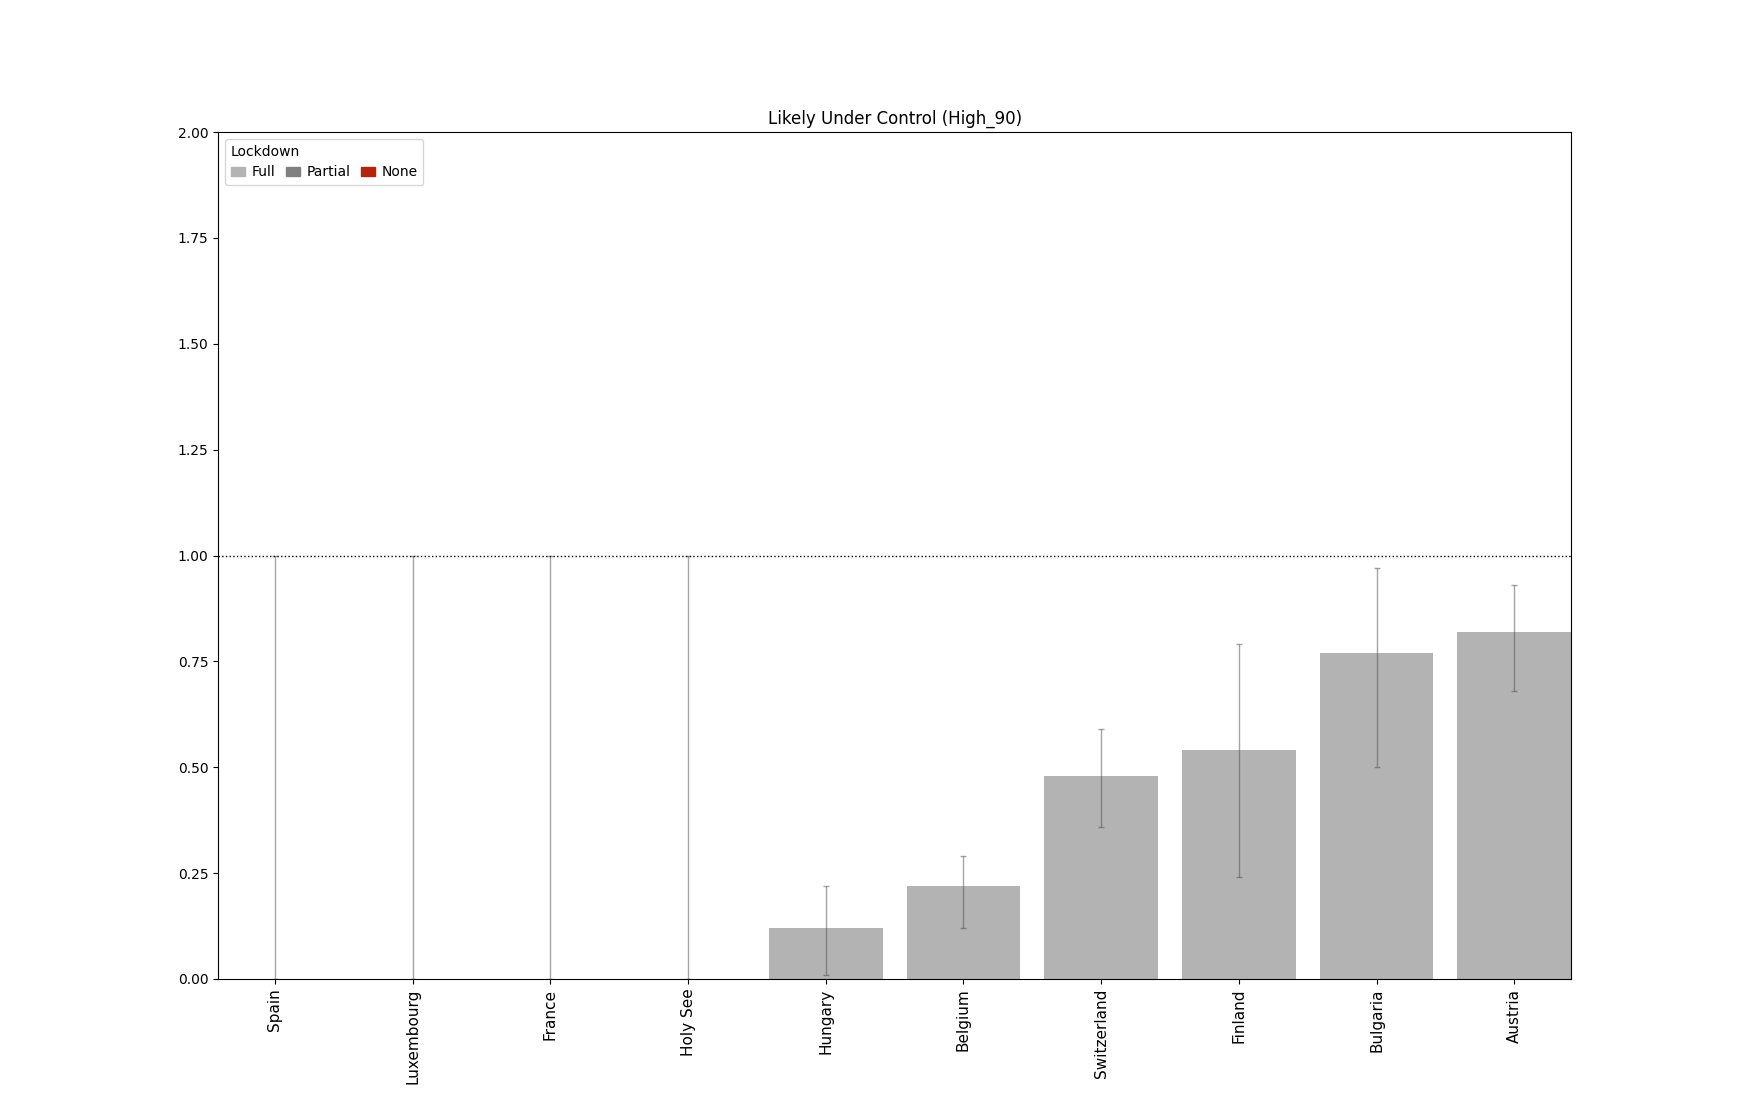 Likely Under Control (High_90)
Lockdown
Full Partial None
2.00
1.75
1.50
1.25
1.00
0.75
0.50
0.25
0.00
Spain
Luxembourg
France
Holy See
Hungary
Belgium
Switzerland
Finland
Bulgaria
Austria